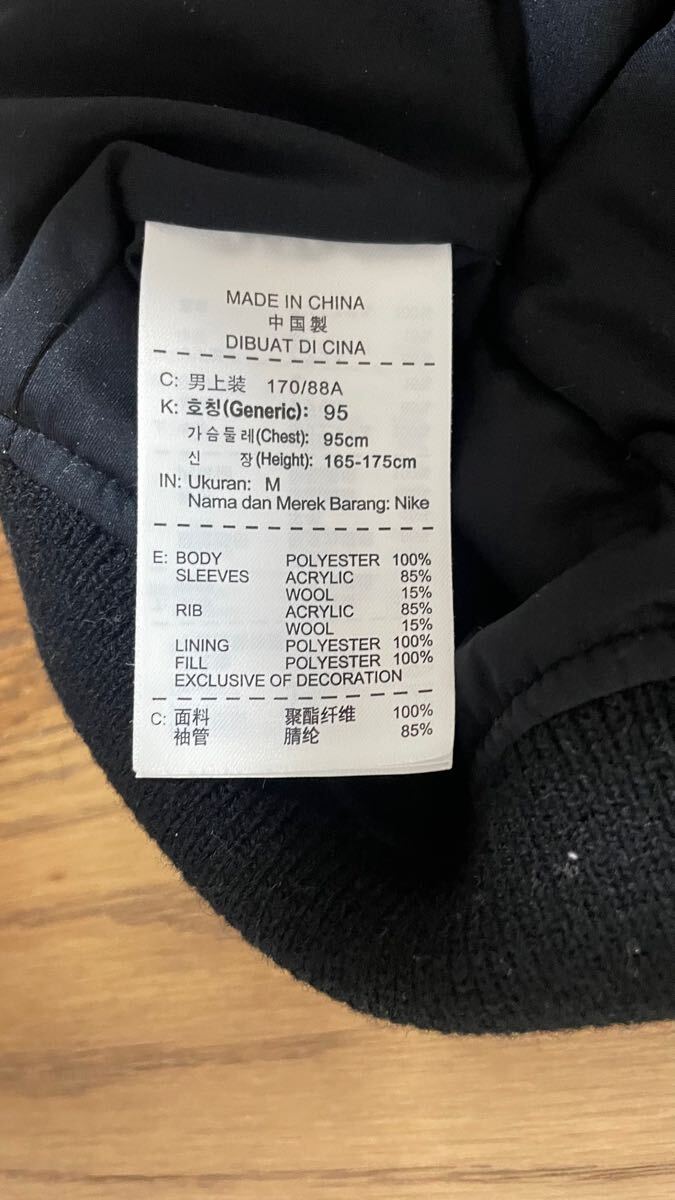 MADE IN CHINA
中国製
DIBUAT DI CINA
C: 男上装 170/88A
K: 호칭(Generic): 95
가슴둘레(Chest): 95cm
신 장(Height): 165-175cm
IN: Ukuran: M
Nama dan Merek Barang: Nike
E: BODY POLYESTER 100%
SLEEVES ACRYLIC 85%
WOOL 15%
RIB ACRYLIC 85%
WOOL 15%
LINING POLYESTER 100%
FILL POLYESTER 100%
EXCLUSIVE OF DECORATION
C: 面料 聚酯纤维 100%
袖管 腈纶 85%